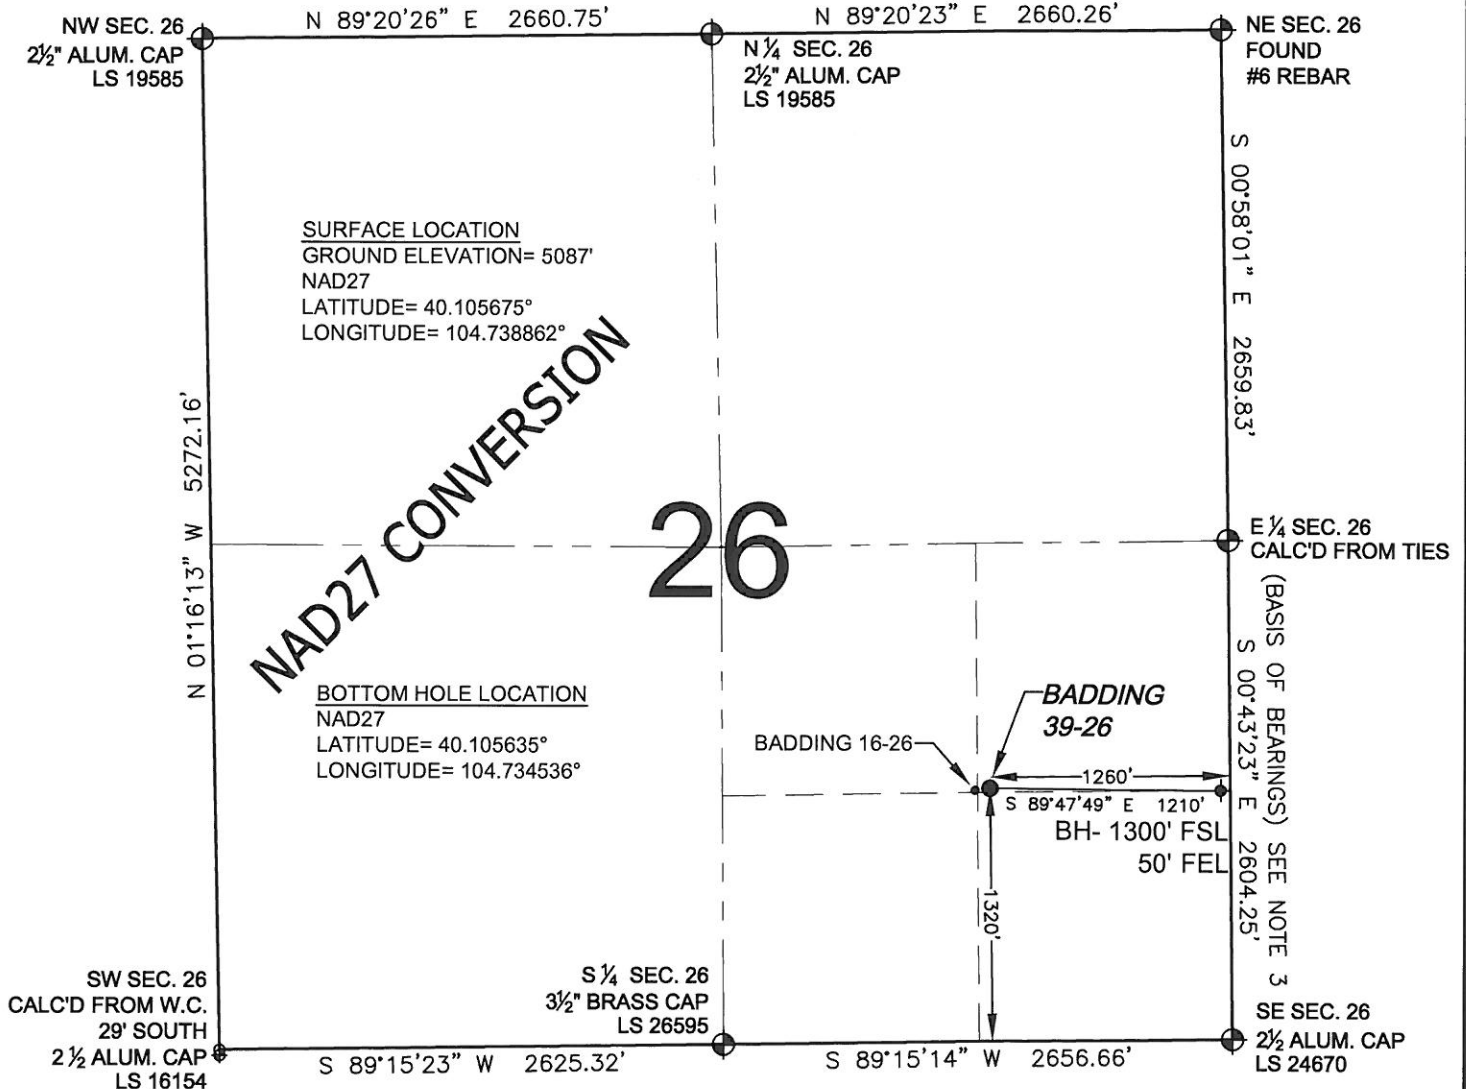 N 89°20'26" E 2660.75'
N 89°20'23" E 2660.26'
NW SEC. 26
2½" ALUM. CAP
LS 19585
N ¼ SEC. 26
2½" ALUM. CAP
LS 19585
NE SEC. 26
FOUND
#6 REBAR
S 00°58'01" E 2659.83'
SURFACE LOCATION
GROUND ELEVATION= 5087'
NAD27
LATITUDE= 40.105675°
LONGITUDE= 104.738862°
NAD27 CONVERSION
N 01°16'13" W 5272.16'
26
E ¼ SEC. 26
CALC'D FROM TIES
(BASIS OF BEARINGS) SEE NOTE 3
S 00°43'23" E 2604.25'
BOTTOM HOLE LOCATION
NAD27
LATITUDE= 40.105635°
LONGITUDE= 104.734536°
BADDING 16-26
BADDING
39-26
1260'
S 89°47'49" E 1210'
BH- 1300' FSL
50' FEL
1320'
SW SEC. 26
CALC'D FROM W.C.
29' SOUTH
2 ½ ALUM. CAP
LS 16154
S ¼ SEC. 26
3½" BRASS CAP
LS 26595
SE SEC. 26
2½ ALUM. CAP
LS 24670
S 89°15'23" W 2625.32'
S 89°15'14" W 2656.66'